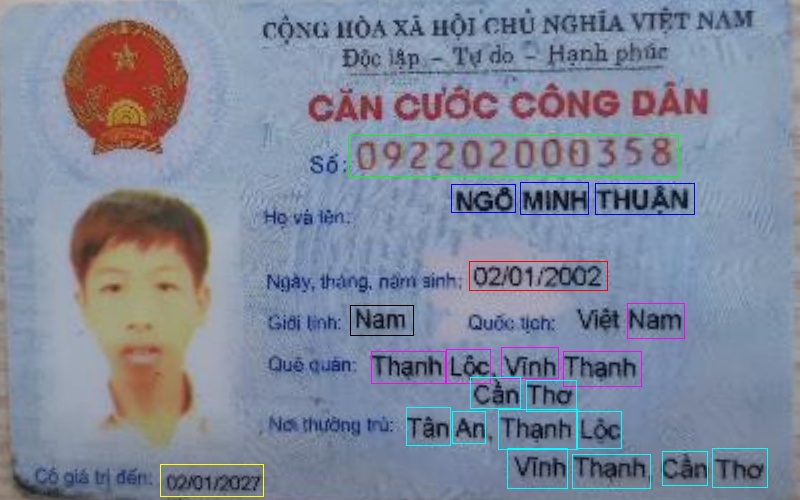 CỘNG HÒA XÃ HỘI CHỦ NGHĨA VIỆT NAM
Độc lập - Tự do - Hạnh phúc
CĂN CƯỚC CÔNG DÂN
Số: 092202000358
Họ và tên: NGÔ MINH THUẬN
Ngày, tháng, năm sinh: 02/01/2002
Giới tính: Nam Quốc tịch: Việt Nam
Quê quán: Thạnh Lộc, Vĩnh Thạnh
Cần Thơ
Nơi thường trú: Tân An, Thạnh Lộc
Vĩnh Thạnh, Cần Thơ
Có giá trị đến: 02/01/2027